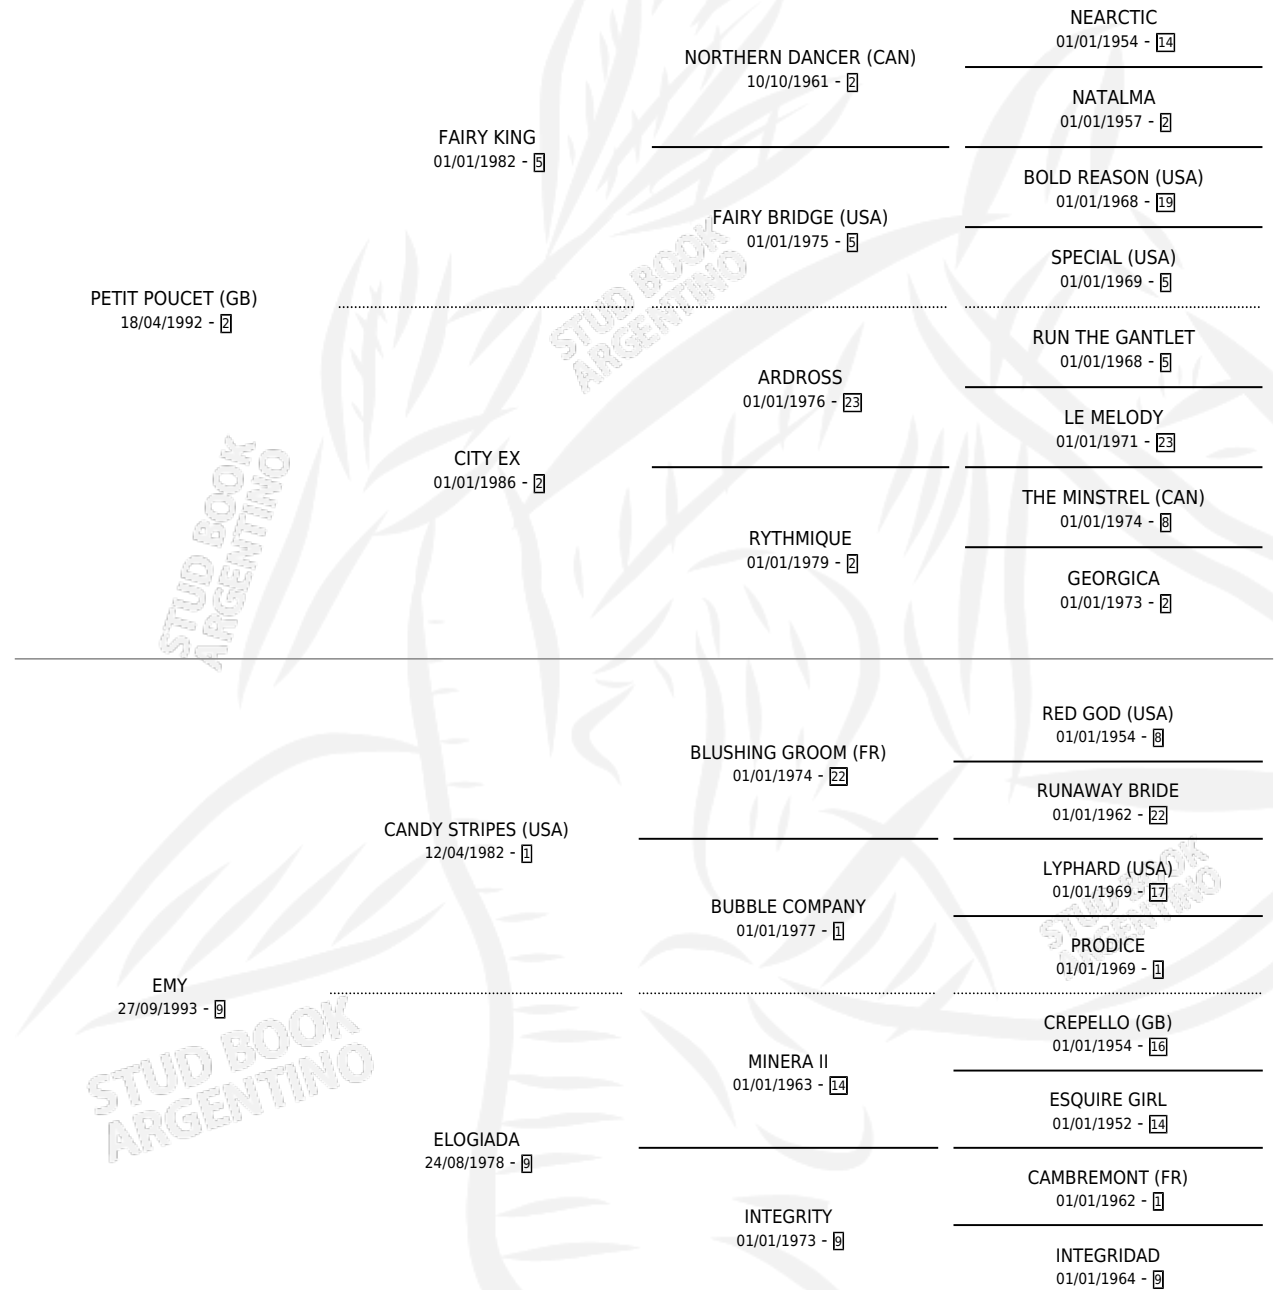 NEARCTIC
01/01/1954 - 14
NORTHERN DANCER (CAN)
10/10/1961 - 2
NATALMA
01/01/1957 - 2
FAIRY KING
01/01/1982 - 5
BOLD REASON (USA)
01/01/1968 - 19
FAIRY BRIDGE (USA)
01/01/1975 - 5
SPECIAL (USA)
01/01/1969 - 5
PETIT POUCET (GB)
18/04/1992 - 2
RUN THE GANTLET
01/01/1968 - 5
ARDROSS
01/01/1976 - 23
LE MELODY
01/01/1971 - 23
CITY EX
01/01/1986 - 2
THE MINSTREL (CAN)
01/01/1974 - 8
RYTHMIQUE
01/01/1979 - 2
GEORGICA
01/01/1973 - 2
RED GOD (USA)
01/01/1954 - 8
BLUSHING GROOM (FR)
01/01/1974 - 22
RUNAWAY BRIDE
01/01/1962 - 22
CANDY STRIPES (USA)
12/04/1982 - 1
LYPHARD (USA)
01/01/1969 - 17
BUBBLE COMPANY
01/01/1977 - 1
PRODICE
01/01/1969 - 1
EMY
27/09/1993 - 9
CREPELLO (GB)
01/01/1954 - 16
MINERA II
01/01/1963 - 14
ESQUIRE GIRL
01/01/1952 - 14
ELOGIADA
24/08/1978 - 9
CAMBREMONT (FR)
01/01/1962 - 1
INTEGRITY
01/01/1973 - 9
INTEGRIDAD
01/01/1964 - 9
STUD BOOK
ARGENTINO
STUD BOOK
ARGENTINO
STUD BOOK
ARGENTINO
STUD BOOK
ARGENTINO